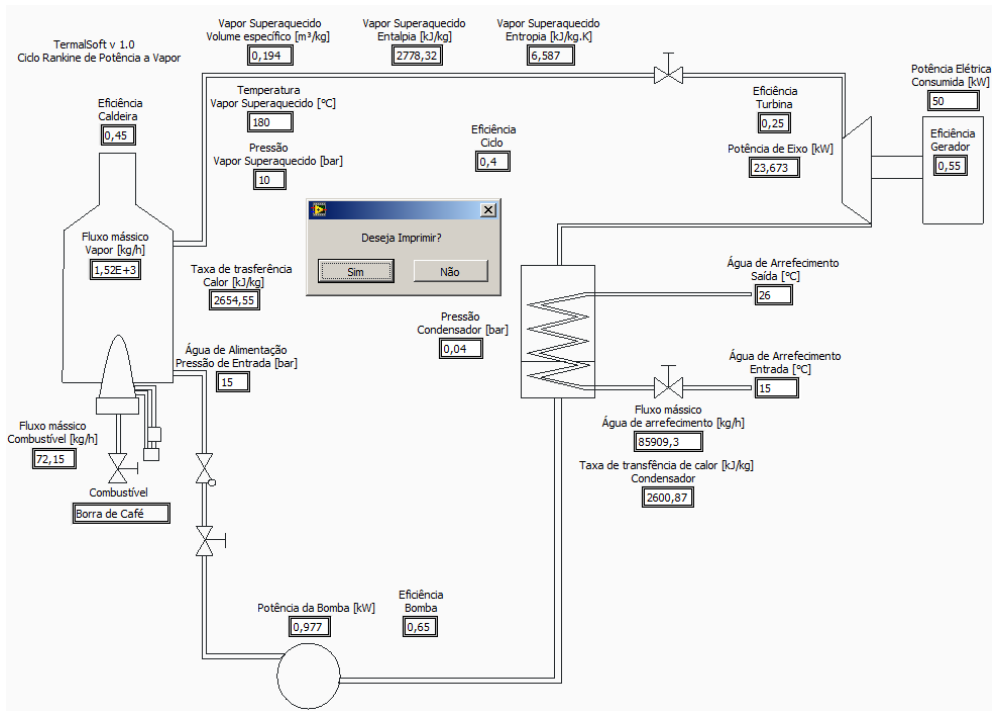 TermalSoft v 1.0
Ciclo Rankine de Potência a Vapor
Vapor Superaquecido
Volume específico [m³/kg]
0,194
Vapor Superaquecido
Entalpia [kJ/kg]
2778,32
Vapor Superaquecido
Entropia [kJ/kg.K]
6,587
Potência Elétrica
Consumida [kW]
50
Eficiência
Caldeira
0,45
Temperatura
Vapor Superaquecido [°C]
180
Eficiência
Turbina
0,25
Eficiência
Ciclo
0,4
Eficiência
Gerador
0,55
Pressão
Vapor Superaquecido [bar]
10
Potência de Eixo [kW]
23,673
Deseja Imprimir?
Sim
Não
Fluxo mássico
Vapor [kg/h]
1,52E+3
Taxa de trasferência
Calor [kJ/kg]
2654,55
Água de Arrefecimento
Saída [°C]
26
Pressão
Condensador [bar]
0,04
Água de Alimentação
Pressão de Entrada [bar]
15
Água de Arrefecimento
Entrada [°C]
15
Fluxo mássico
Combustível [kg/h]
72,15
Fluxo mássico
Água de arrefecimento [kg/h]
85909,3
Taxa de transfência de calor [kJ/kg]
Condensador
2600,87
Combustível
Borra de Café
Potência da Bomba [kW]
0,977
Eficiência
Bomba
0,65